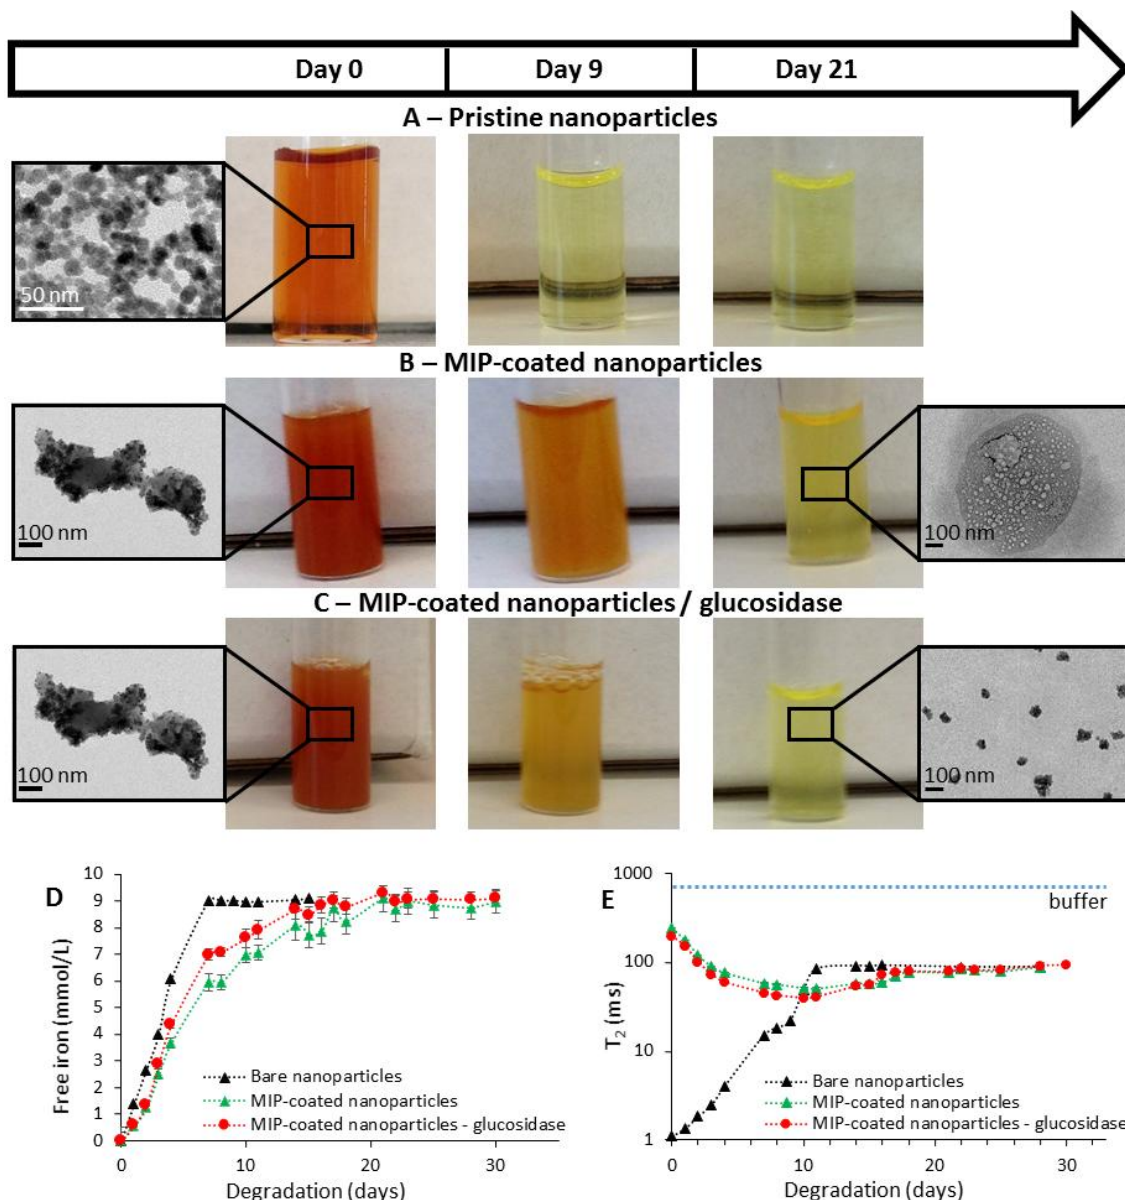 Day 0 Day 9 Day 21
A – Pristine nanoparticles
50 nm
B – MIP-coated nanoparticles
100 nm
100 nm
C – MIP-coated nanoparticles / glucosidase
100 nm
100 nm
D
Free iron (mmol/L)
10
9
8
7
6
5
4
3
2
1
0
Bare nanoparticles
MIP-coated nanoparticles
MIP-coated nanoparticles - glucosidase
0 10 20 30
Degradation (days)
E
T₂ (ms)
1000
100
10
1
buffer
Bare nanoparticles
MIP-coated nanoparticles
MIP-coated nanoparticles - glucosidase
0 10 20 30
Degradation (days)